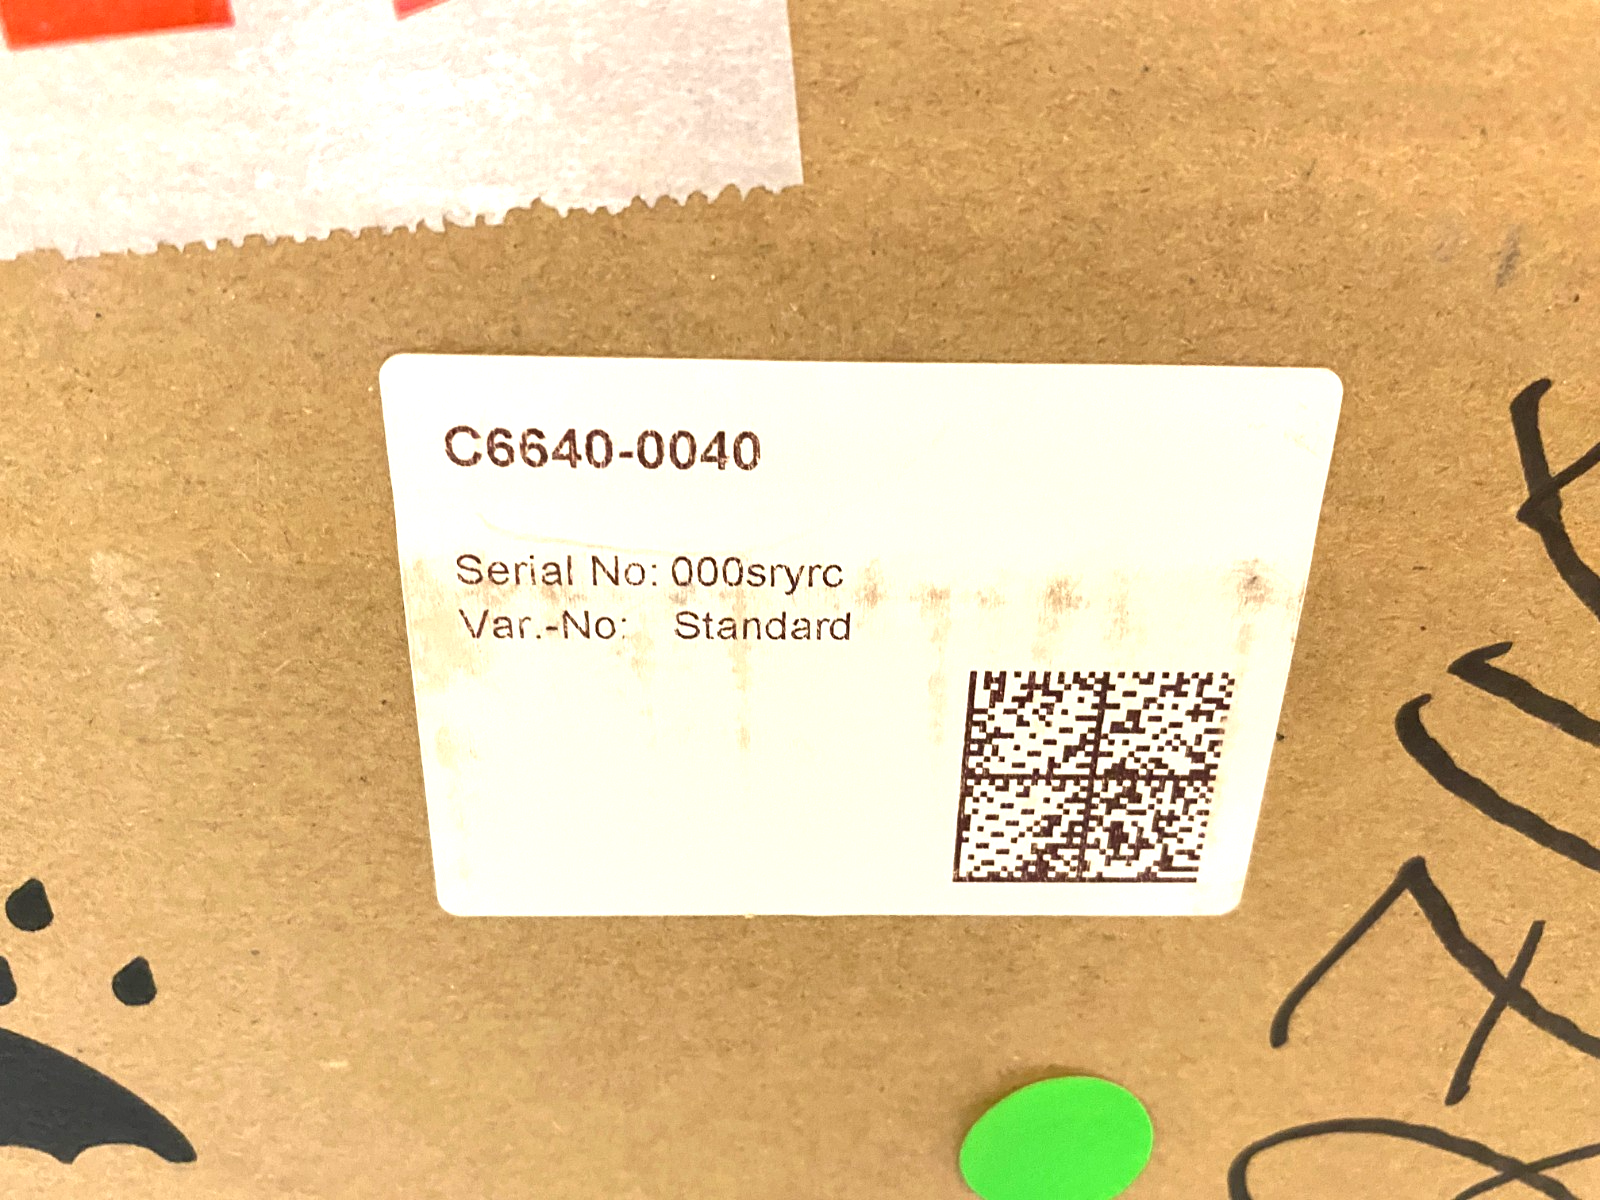 C6640-0040
Serial No: 000sryrc
Var.-No: Standard